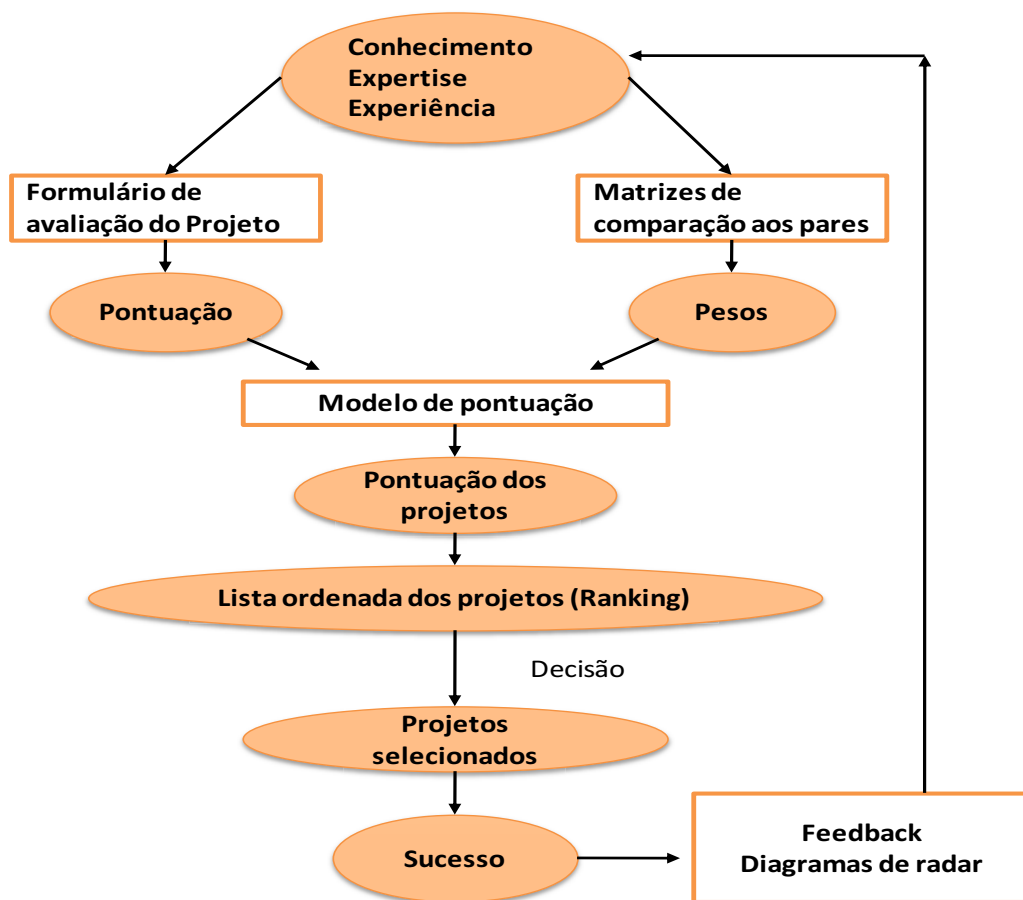 Conhecimento
Expertise
Experiência
Formulário de
avaliação do Projeto
Matrizes de
comparação aos pares
Pontuação
Pesos
Modelo de pontuação
Pontuação dos
projetos
Lista ordenada dos projetos (Ranking)
Decisão
Projetos
selecionados
Sucesso
Feedback
Diagramas de radar